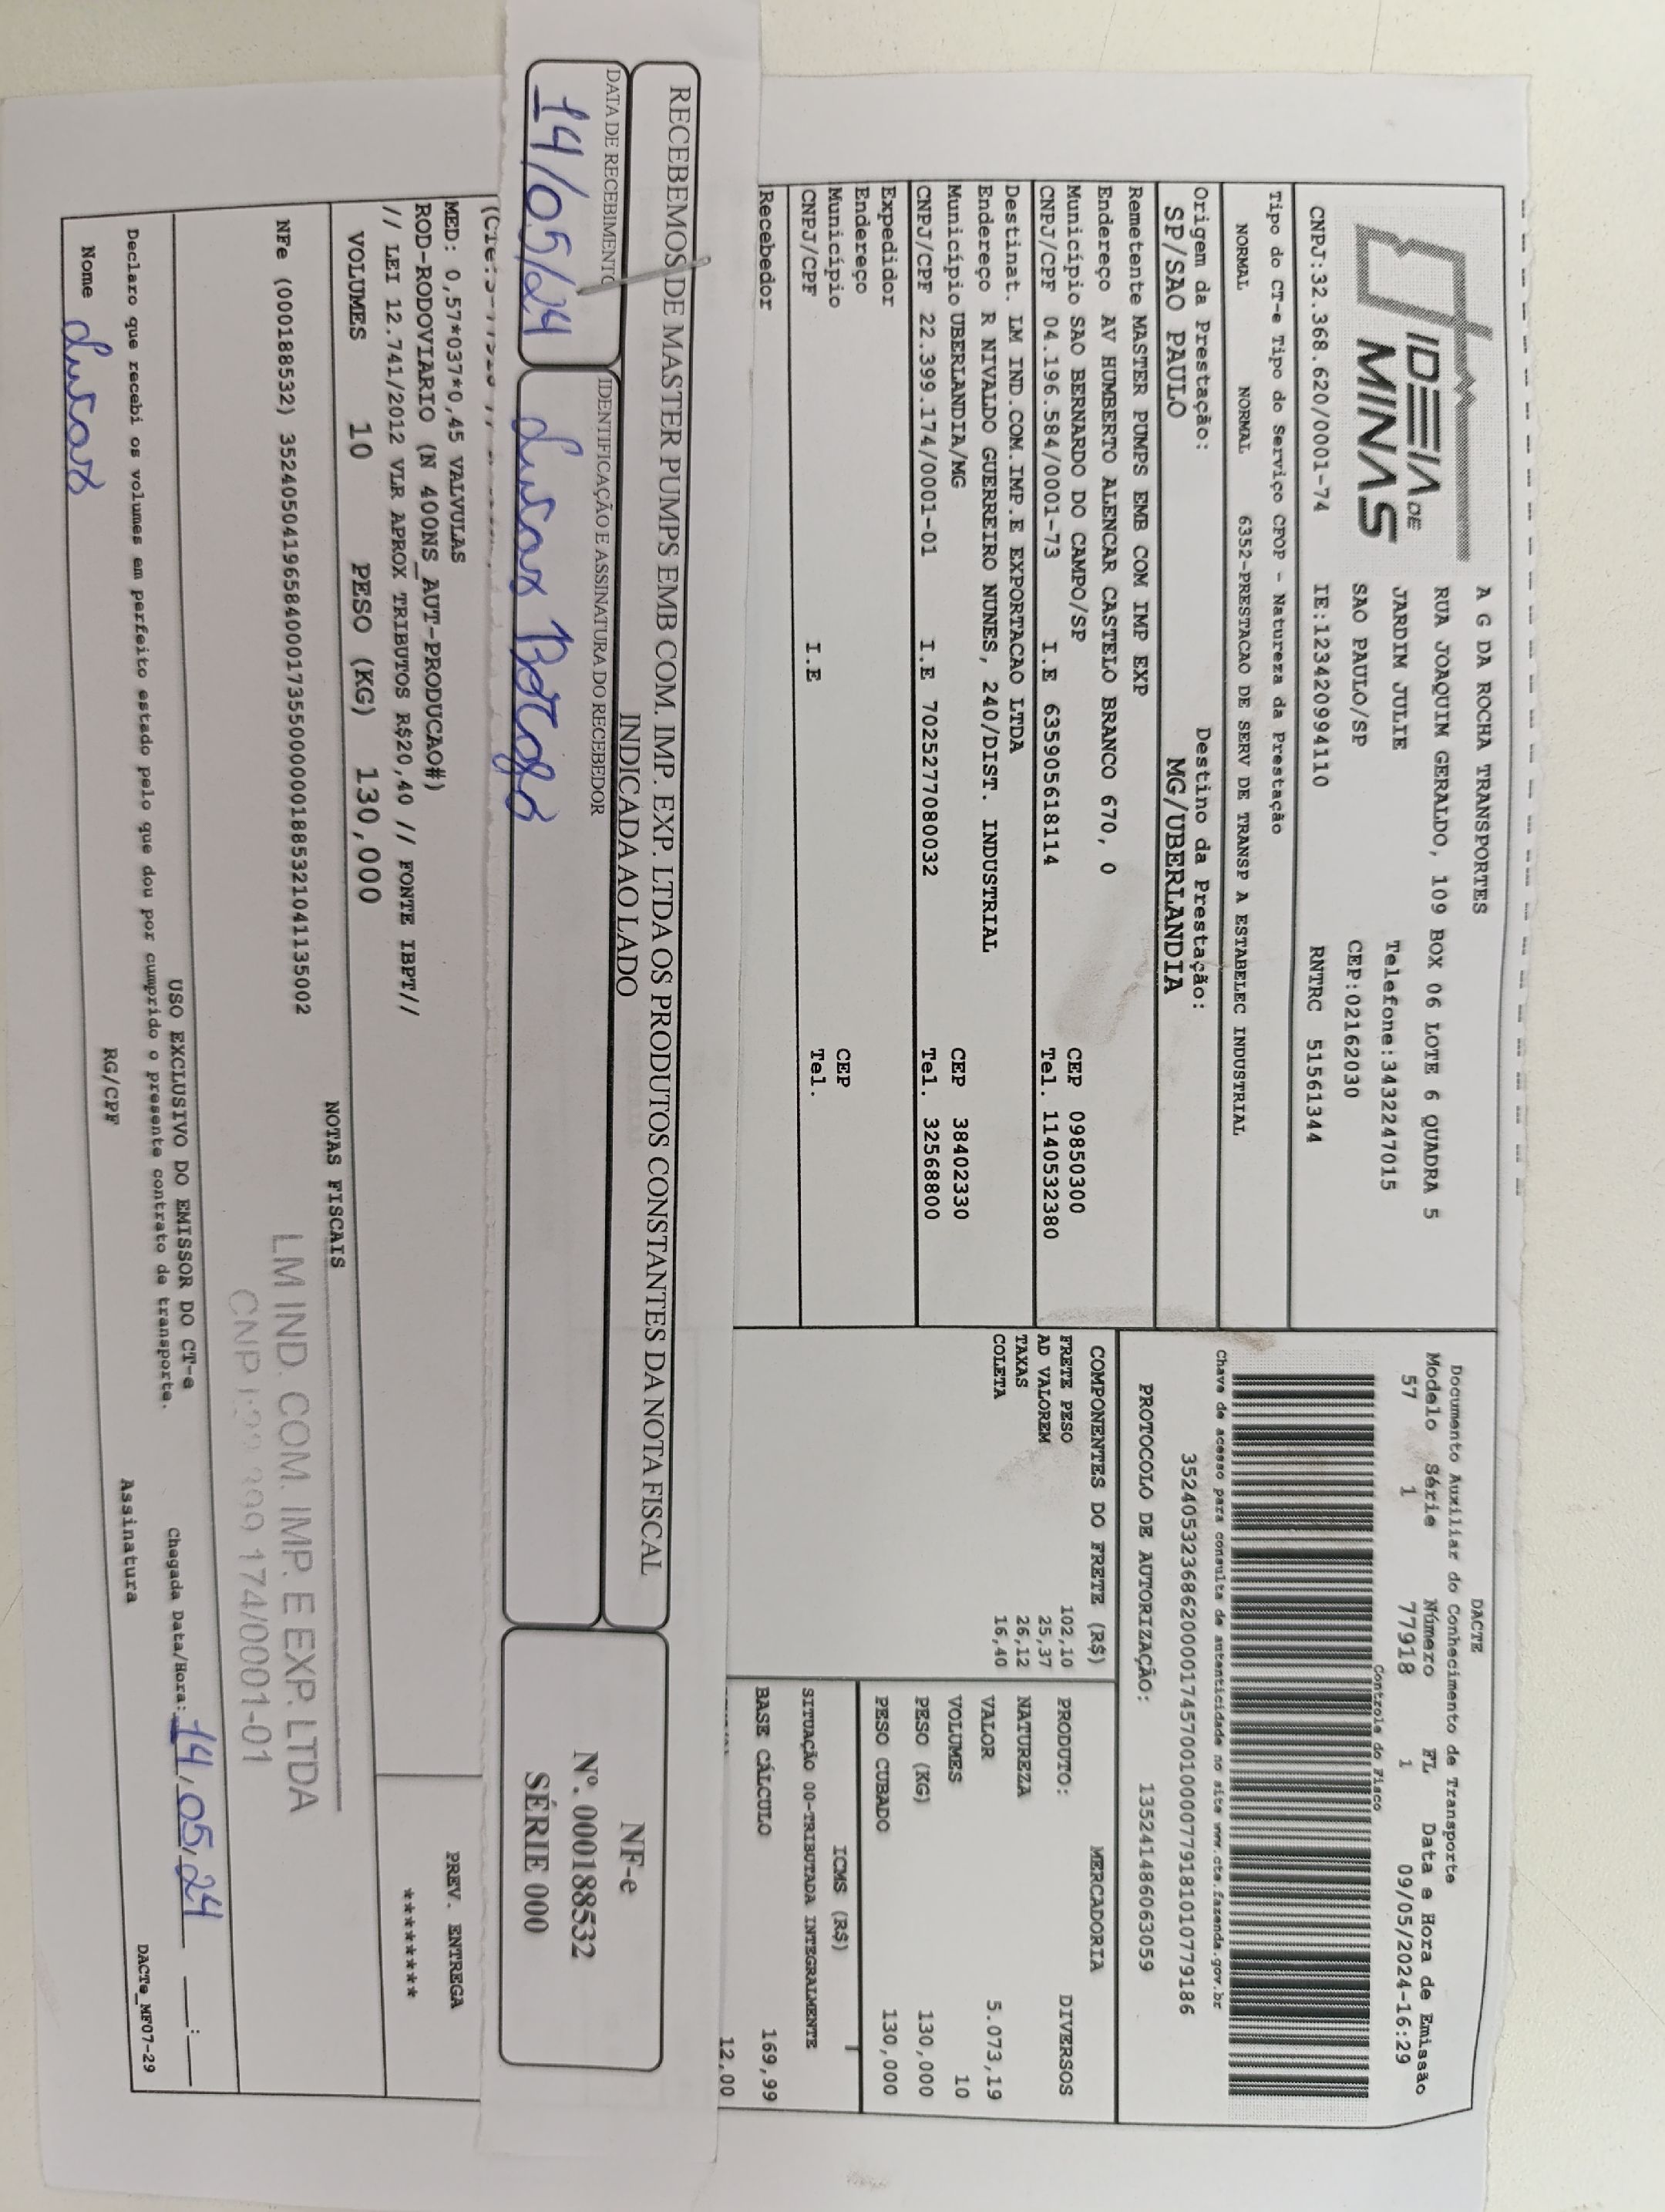 IDEIA DE
MINAS
CNPJ:32.368.620/0001-74
A G DA ROCHA TRANSPORTES
RUA JOAQUIM GERALDO, 109 BOX 06 LOTE 6 QUADRA 5
JARDIM JULIE Telefone:3432247015
SAO PAULO/SP CEP:02162030
IE:123420994110 RNTRC 51561344
DACTE
Documento Auxiliar do Conhecimento de Transporte
Modelo Série Número FL Data e Hora de Emissão
57 1 77918 1 09/05/2024-16:29
Controle do Fisco
Tipo do CT-e Tipo do Serviço CFOP - Natureza da Prestação
NORMAL NORMAL 6352-PRESTACAO DE SERV DE TRANSP A ESTABELEC INDUSTRIAL
Chave de acesso para consulta de autenticidade no site www.cte.fazenda.gov.br
35240532368620000174570010000779181010779186
Origem da Prestação: Destino da Prestação:
SP/SAO PAULO MG/UBERLANDIA
PROTOCOLO DE AUTORIZAÇÃO: 135241486063059
Remetente MASTER PUMPS EMB COM IMP EXP
Endereço AV HUMBERTO ALENCAR CASTELO BRANCO 670, 0
Município SAO BERNARDO DO CAMPO/SP CEP 09850300
CNPJ/CPF 04.196.584/0001-73 I.E 635905618114 Tel. 1140532380
Destinat. LM IND.COM.IMP.E EXPORTACAO LTDA
Endereço R NIVALDO GUERREIRO NUNES, 240/DIST. INDUSTRIAL
Município UBERLANDIA/MG CEP 38402330
CNPJ/CPF 22.399.174/0001-01 I.E 7025277080032 Tel. 32568800
Expedidor
Endereço
Município CEP
CNPJ/CPF I.E Tel.
Recebedor
COMPONENTES DO FRETE (R$)
FRETE PESO 102,10
AD VALOREM 25,37
TAXAS 26,12
COLETA 16,40
MERCADORIA
PRODUTO: DIVERSOS
NATUREZA
VALOR 5.073,19
VOLUMES 10
PESO (KG) 130,000
PESO CUBADO 130,000
ICMS (R$)
SITUAÇÃO 00-TRIBUTADA INTEGRALMENTE
BASE CÁLCULO 169,99
12,00
RECEBEMOS DE MASTER PUMPS EMB COM. IMP. EXP. LTDA OS PRODUTOS CONSTANTES DA NOTA FISCAL
INDICADA AO LADO
DATA DE RECEBIMENTO
14/05/24
IDENTIFICAÇÃO E ASSINATURA DO RECEBEDOR
Lucas Borges
NF-e
Nº. 000188532
SÉRIE 000
MED: 0,57*037*0,45 VALVULAS
ROD-RODOVIARIO (N 400NS_AUT-PRODUCAO#)
// LEI 12.741/2012 VLR APROX TRIBUTOS R$20,40 // FONTE IBPT//
PREV. ENTREGA
********
VOLUMES 10 PESO (KG) 130,000
NOTAS FISCAIS
NFe (000188532) 35240504196584000173550000001885321041135002
LM IND. COM. IMP. E EXP. LTDA
174/0001-01
USO EXCLUSIVO DO EMISSOR DO CT-e
Declaro que recebi os volumes em perfeito estado pelo que dou por cumprido o presente contrato de transporte.
Chegada Data/Hora: 14/05/24 __:__
Nome Lucas RG/CPF Assinatura
DACTe_MF07-29